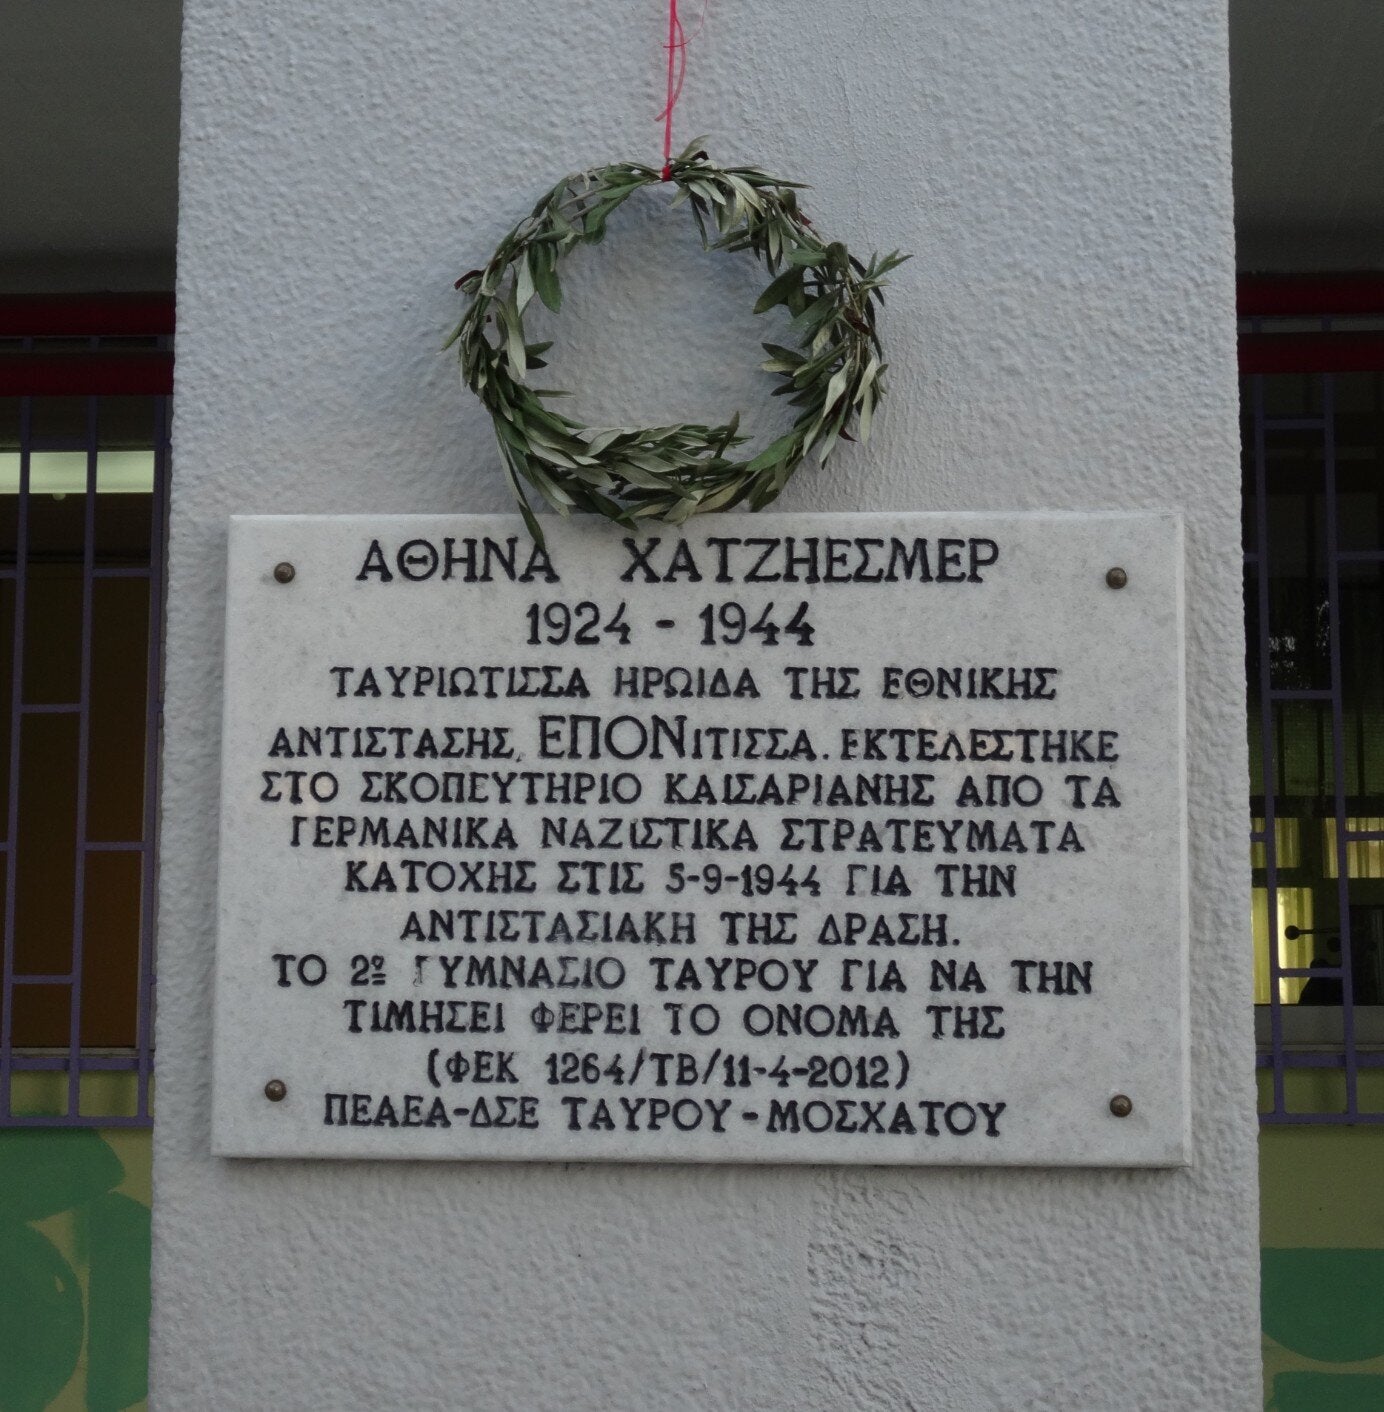 ΑΘΗΝΑ ΧΑΤΖΗΕΣΜΕΡ
1924 - 1944
ΤΑΥΡΙΩΤΙΣΣΑ ΗΡΩΙΔΑ ΤΗΣ ΕΘΝΙΚΗΣ
ΑΝΤΙΣΤΑΣΗΣ, ΕΠΟΝΙΤΙΣΣΑ. ΕΚΤΕΛΕΣΤΗΚΕ
ΣΤΟ ΣΚΟΠΕΥΤΗΡΙΟ ΚΑΙΣΑΡΙΑΝΗΣ ΑΠΟ ΤΑ
ΓΕΡΜΑΝΙΚΑ ΝΑΖΙΣΤΙΚΑ ΣΤΡΑΤΕΥΜΑΤΑ
ΚΑΤΟΧΗΣ ΣΤΙΣ 5-9-1944 ΓΙΑ ΤΗΝ
ΑΝΤΙΣΤΑΣΙΑΚΗ ΤΗΣ ΔΡΑΣΗ.
ΤΟ 2º ΓΥΜΝΑΣΙΟ ΤΑΥΡΟΥ ΓΙΑ ΝΑ ΤΗΝ
ΤΙΜΗΣΕΙ ΦΕΡΕΙ ΤΟ ΟΝΟΜΑ ΤΗΣ
(ΦΕΚ 1264/ΤΒ/11-4-2012)
ΠΕΑΕΑ-ΔΣΕ ΤΑΥΡΟΥ - ΜΟΣΧΑΤΟΥ